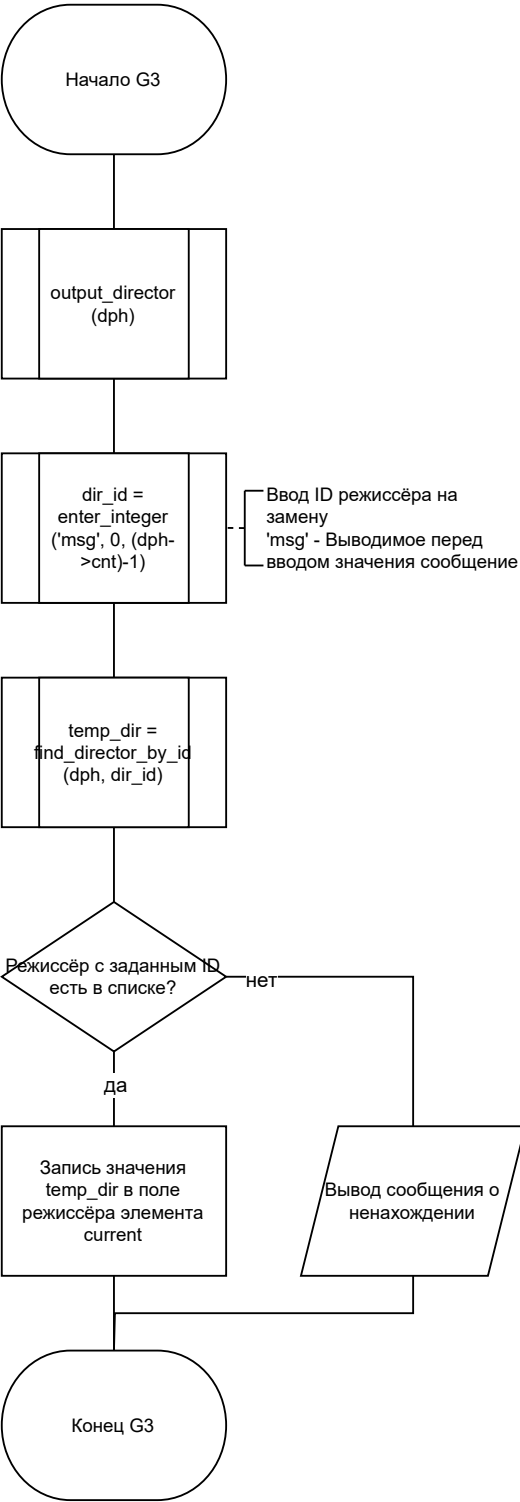 Начало G3
output_director
(dph)
dir_id =
enter_integer
('msg', 0, (dph-
>cnt)-1)
Ввод ID режиссёра на
замену
'msg' - Выводимое перед
вводом значения сообщение
temp_dir =
find_director_by_id
(dph, dir_id)
Режиссёр с заданным ID
есть в списке?
нет
да
Запись значения
temp_dir в поле
режиссёра элемента
current
Вывод сообщения о
ненахождении
Конец G3